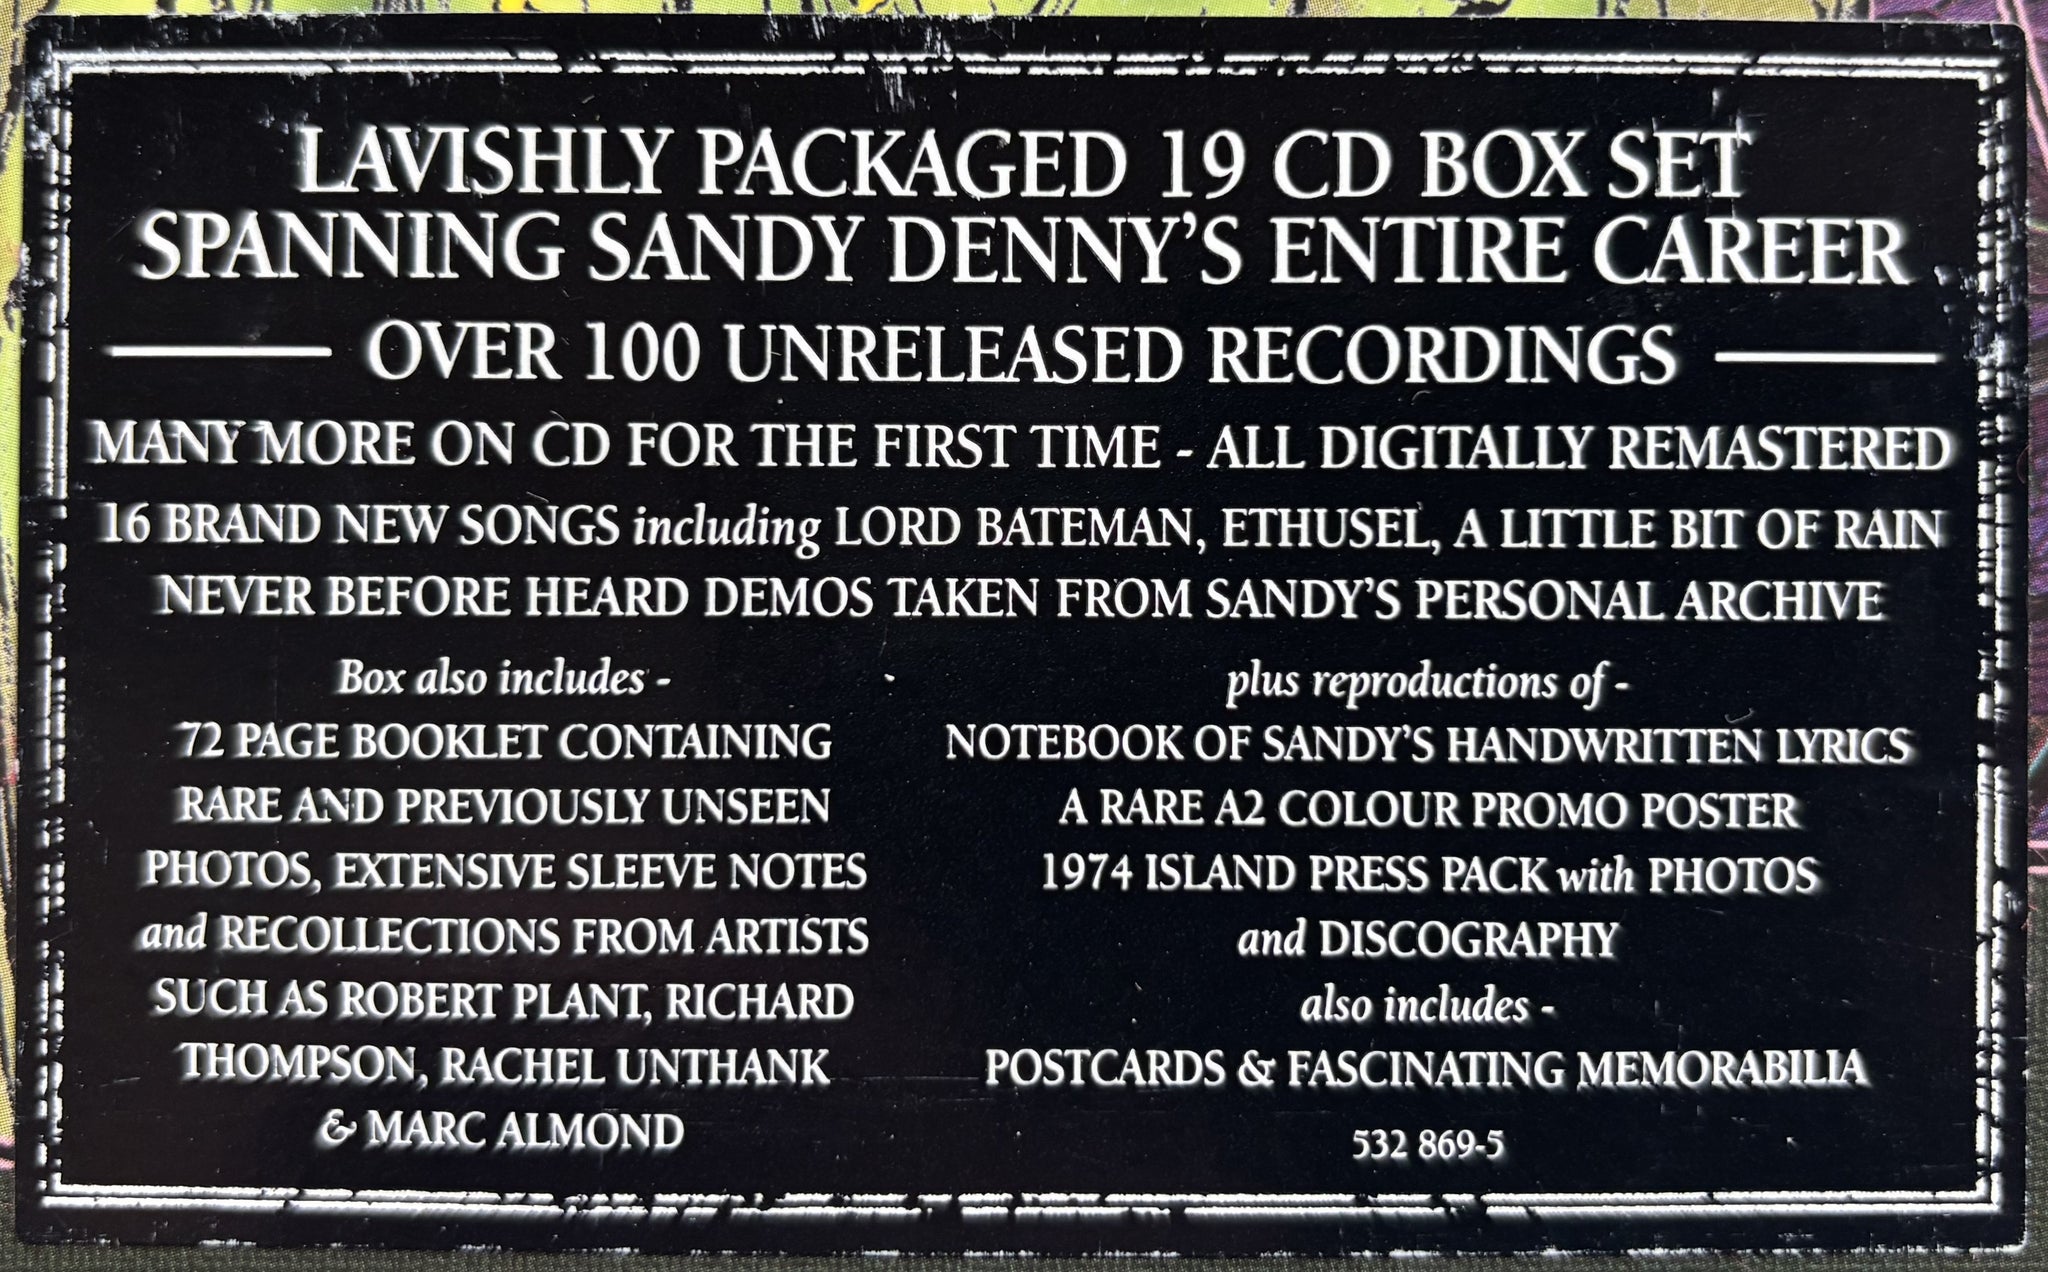 LAVISHLY PACKAGED 19 CD BOX SET
SPANNING SANDY DENNY'S ENTIRE CAREER
OVER 100 UNRELEASED RECORDINGS
MANY MORE ON CD FOR THE FIRST TIME - ALL DIGITALLY REMASTERED
16 BRAND NEW SONGS including LORD BATEMAN, ETHUSEL, A LITTLE BIT OF RAIN
NEVER BEFORE HEARD DEMOS TAKEN FROM SANDY'S PERSONAL ARCHIVE
Box also includes -
72 PAGE BOOKLET CONTAINING
RARE AND PREVIOUSLY UNSEEN
PHOTOS, EXTENSIVE SLEEVE NOTES
and RECOLLECTIONS FROM ARTISTS
SUCH AS ROBERT PLANT, RICHARD
THOMPSON, RACHEL UNTHANK
& MARC ALMOND
plus reproductions of -
NOTEBOOK OF SANDY'S HANDWRITTEN LYRICS
A RARE A2 COLOUR PROMO POSTER
1974 ISLAND PRESS PACK with PHOTOS
and DISCOGRAPHY
also includes -
POSTCARDS & FASCINATING MEMORABILIA
532 869-5